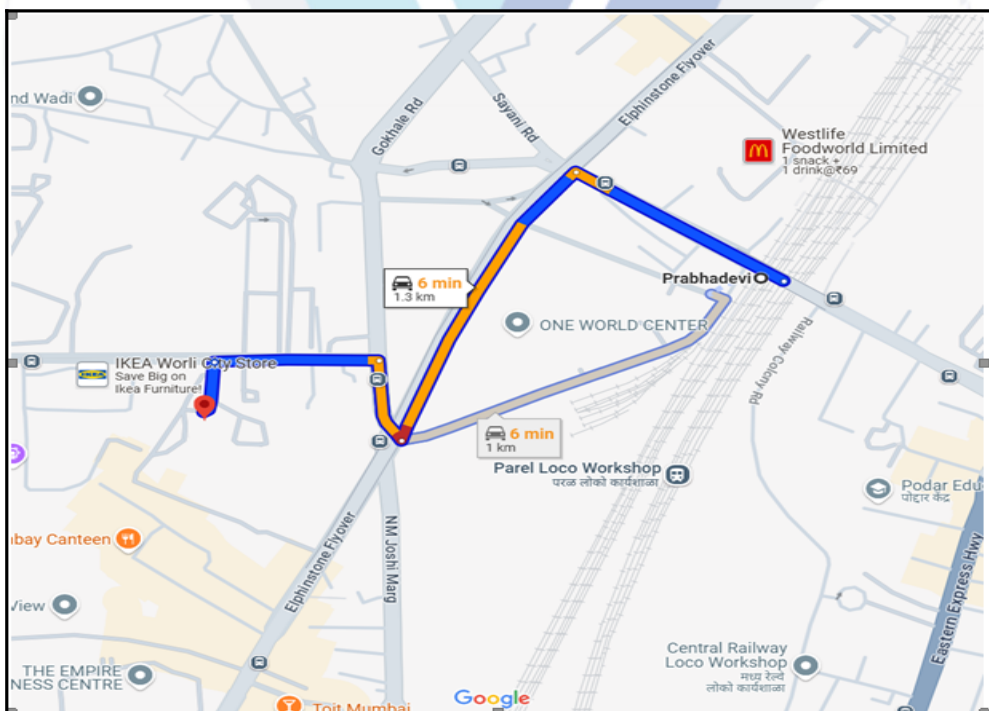 nd Wadi
Gokhale Rd
Sayani Rd
Elphinstone Flyover
Westlife
Foodworld Limited
1 snack +
1 drink@₹69
Prabhadevi
6 min
1.3 km
ONE WORLD CENTER
Railway Colony Rd
IKEA
IKEA Worli City Store
Save Big on
Ikea Furniture!
6 min
1 km
Parel Loco Workshop
परळ लोको कार्यशाळा
Podar Edu
पोद्दार केंद्र
bay Canteen
NM Joshi Marg
Elphinstone Flyover
Eastern Express Hwy
View
Central Railway
Loco Workshop
मध्य रेल्वे
लोको कार्यशाळा
THE EMPIRE
NESS CENTRE
Google
Toit Mumbai